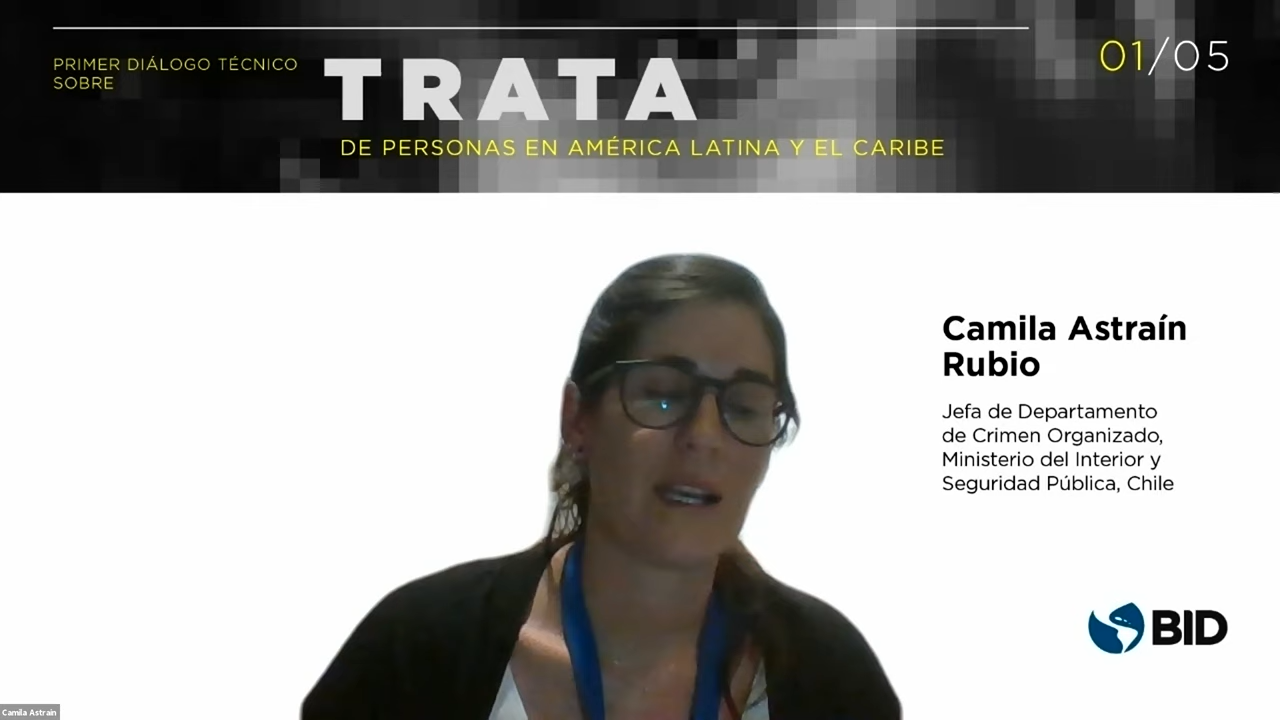 PRIMER DIÁLOGO TÉCNICO
SOBRE
TRATA
DE PERSONAS EN AMÉRICA LATINA Y EL CARIBE
01/05
Camila Astraín
Rubio
Jefa de Departamento
de Crimen Organizado,
Ministerio del Interior y
Seguridad Pública, Chile
BID
Camila Astrain